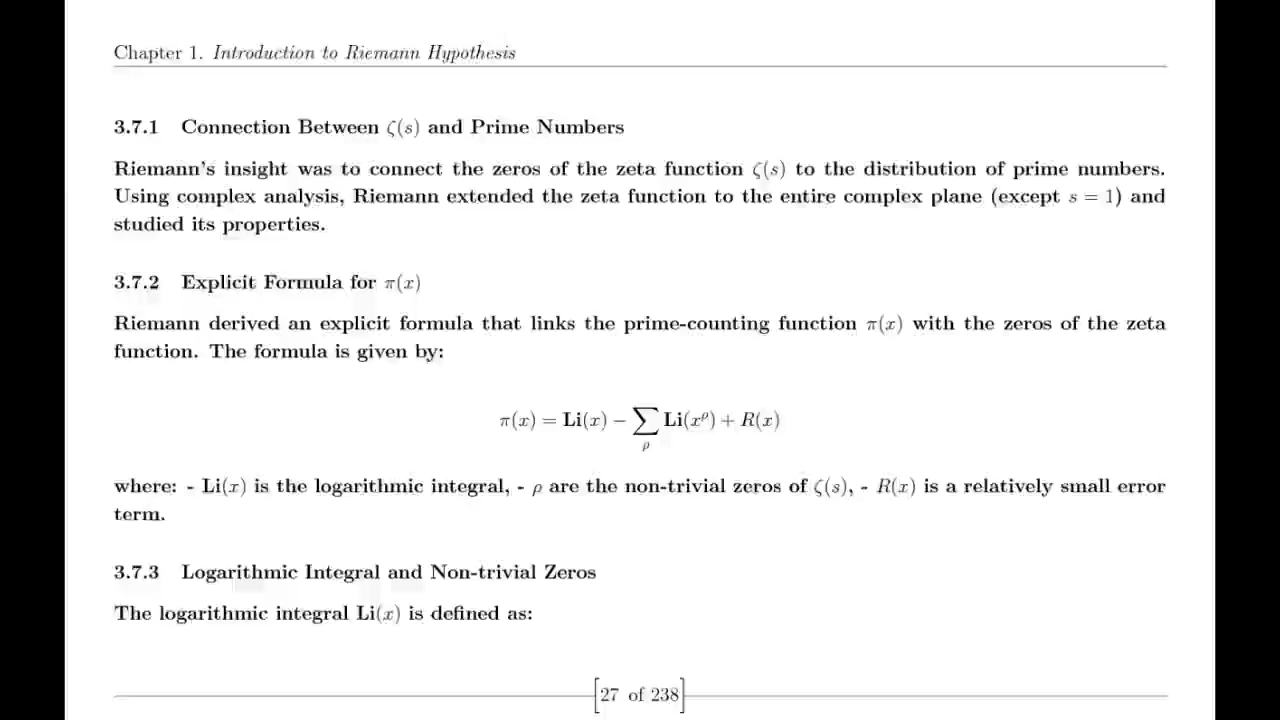 Chapter 1. Introduction to Riemann Hypothesis
3.7.1 Connection Between ζ(s) and Prime Numbers
Riemann's insight was to connect the zeros of the zeta function ζ(s) to the distribution of prime numbers.
Using complex analysis, Riemann extended the zeta function to the entire complex plane (except s = 1) and
studied its properties.
3.7.2 Explicit Formula for π(x)
Riemann derived an explicit formula that links the prime-counting function π(x) with the zeros of the zeta
function. The formula is given by:
π(x) = Li(x) − ∑ρ Li(x^ρ) + R(x)
where: - Li(x) is the logarithmic integral, - ρ are the non-trivial zeros of ζ(s), - R(x) is a relatively small error
term.
3.7.3 Logarithmic Integral and Non-trivial Zeros
The logarithmic integral Li(x) is defined as:
[27 of 238]